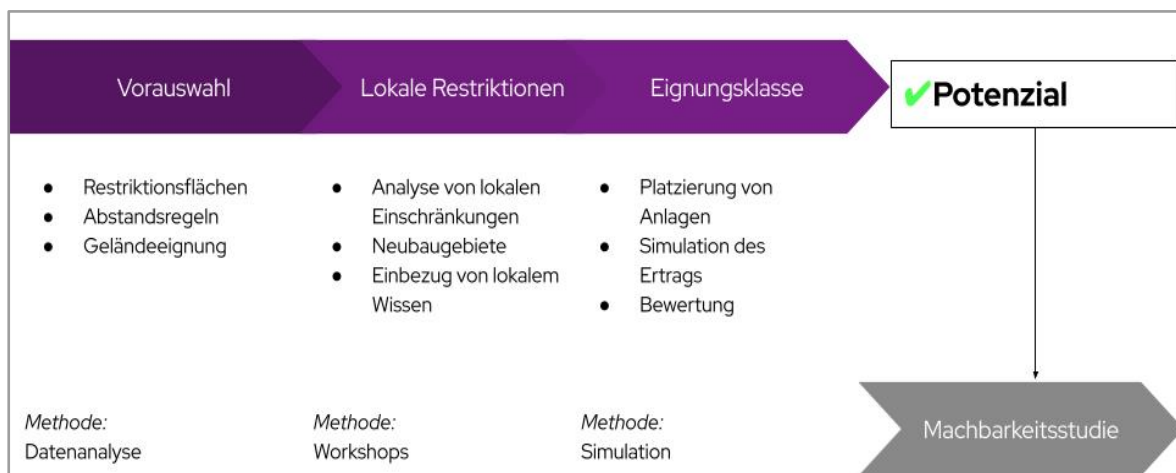 Vorauswahl
Lokale Restriktionen
Eignungsklasse
✔Potenzial
● Restriktionsflächen
● Abstandsregeln
● Geländeeignung
● Analyse von lokalen
Einschränkungen
● Neubaugebiete
● Einbezug von lokalem
Wissen
● Platzierung von
Anlagen
● Simulation des
Ertrags
● Bewertung
Methode:
Datenanalyse
Methode:
Workshops
Methode:
Simulation
Machbarkeitsstudie